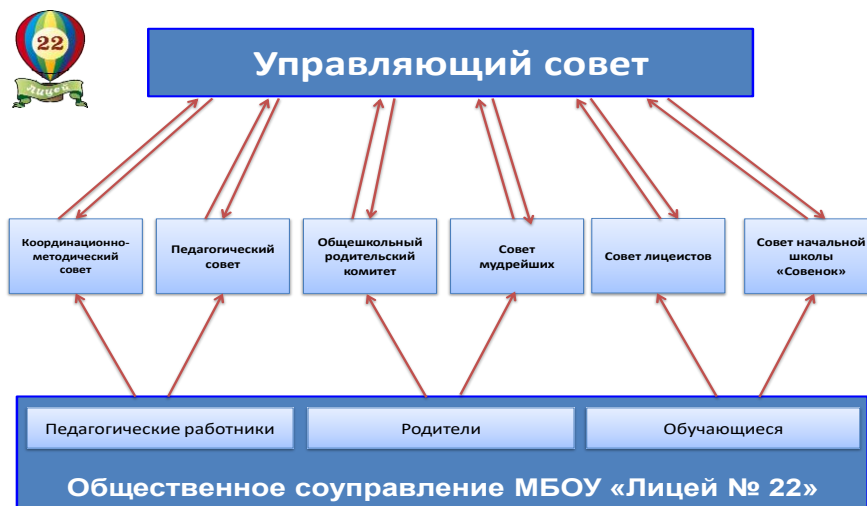 22
Лицей
Управляющий совет
Координационно-
методический
совет
Педагогический
совет
Общешкольный
родительский
комитет
Совет
мудрейших
Совет лицеистов
Совет начальной
школы
«Совенок»
Педагогические работники
Родители
Обучающиеся
Общественное соуправление МБОУ «Лицей № 22»